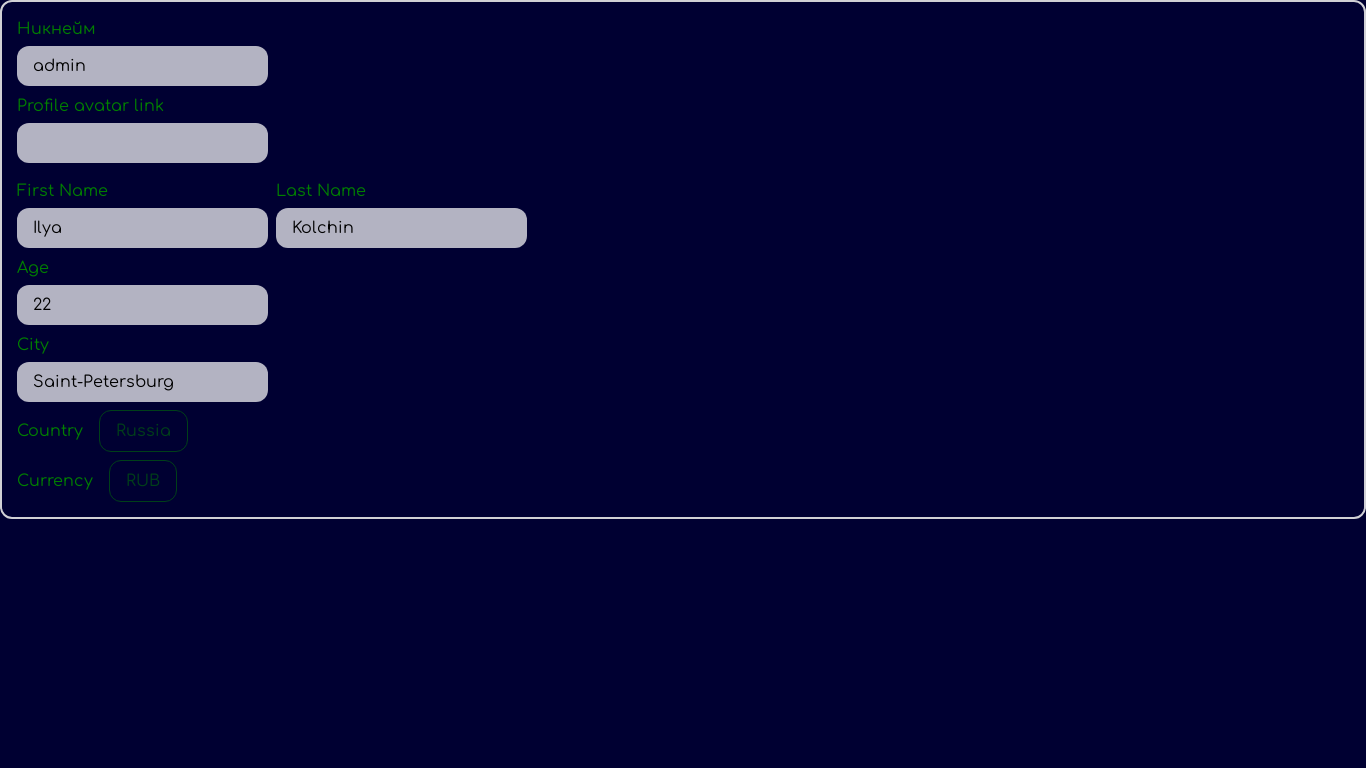 Никнейм
admin
Profile avatar link
First Name Last Name
Ilya Kolchin
Age
22
City
Saint-Petersburg
Country Russia
Currency RUB